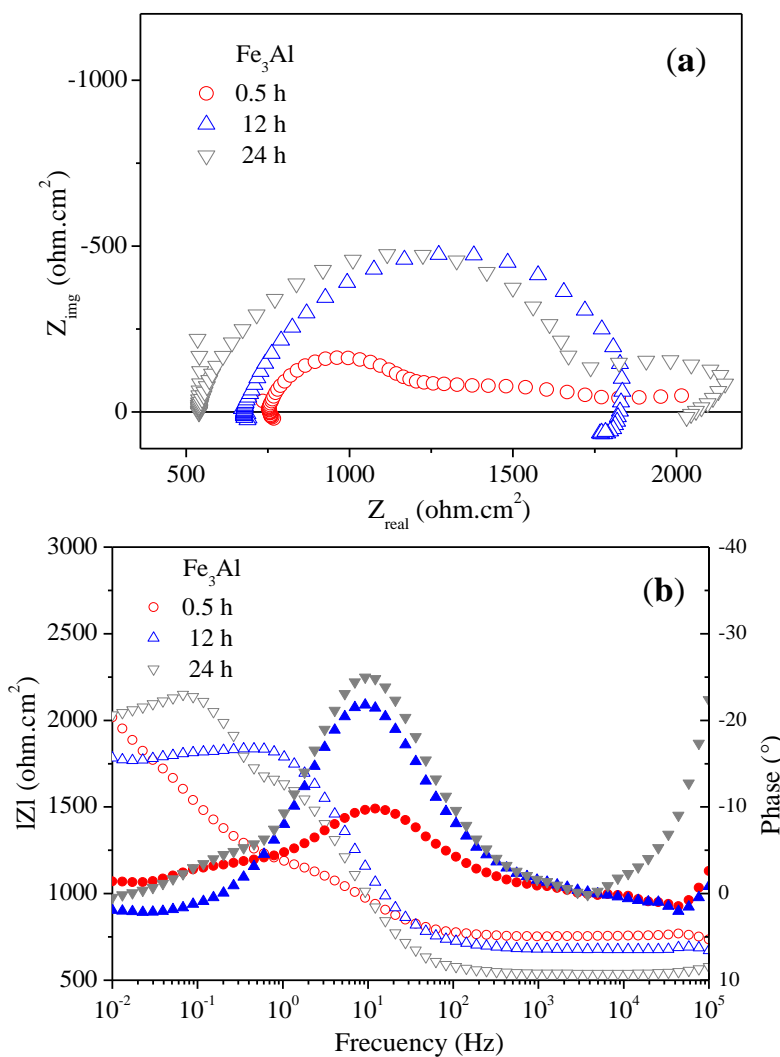 (a)
Fe3Al
0.5 h
12 h
24 h
-1000
-500
0
Zimg (ohm.cm2)
500
1000
1500
2000
Zreal (ohm.cm2)
(b)
Fe3Al
0.5 h
12 h
24 h
3000
2500
2000
1500
1000
500
|Z| (ohm.cm2)
-40
-30
-20
-10
0
10
Phase (°)
10-2
10-1
100
101
102
103
104
105
Frecuency (Hz)